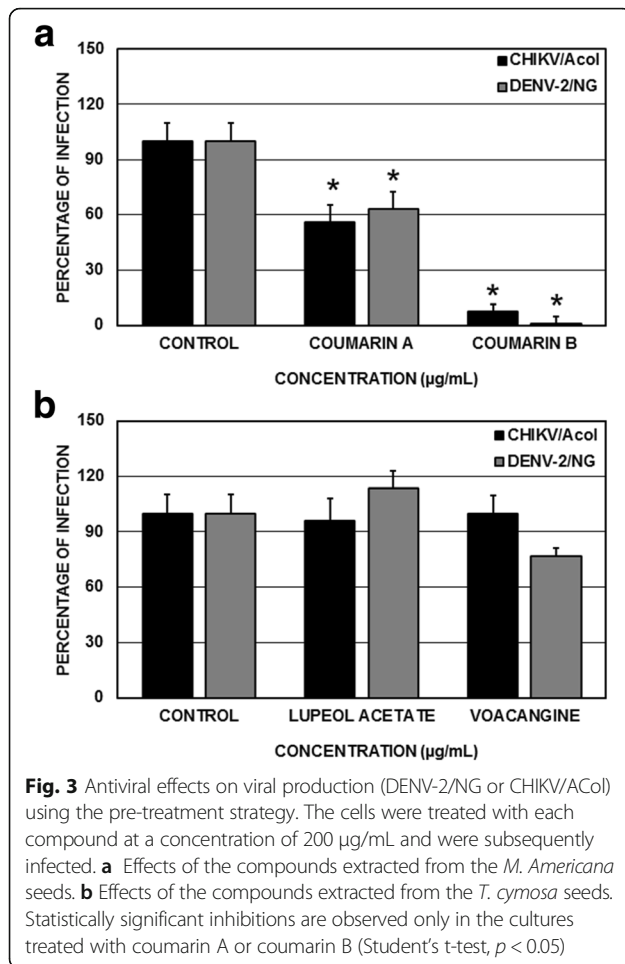 a
150
120
90
60
30
0
PERCENTAGE OF INFECTION
CHIKV/Acol
DENV-2/NG
* *
* *
CONTROL COUMARIN A COUMARIN B
CONCENTRATION (µg/mL)
b
150
120
90
60
30
0
PERCENTAGE OF INFECTION
CHIKV/Acol
DENV-2/NG
CONTROL LUPEOL ACETATE VOACANGINE
CONCENTRATION (µg/mL)
Fig. 3 Antiviral effects on viral production (DENV-2/NG or CHIKV/ACol)
using the pre-treatment strategy. The cells were treated with each
compound at a concentration of 200 µg/mL and were subsequently
infected. a Effects of the compounds extracted from the M. Americana
seeds. b Effects of the compounds extracted from the T. cymosa seeds.
Statistically significant inhibitions are observed only in the cultures
treated with coumarin A or coumarin B (Student's t-test, p < 0.05)